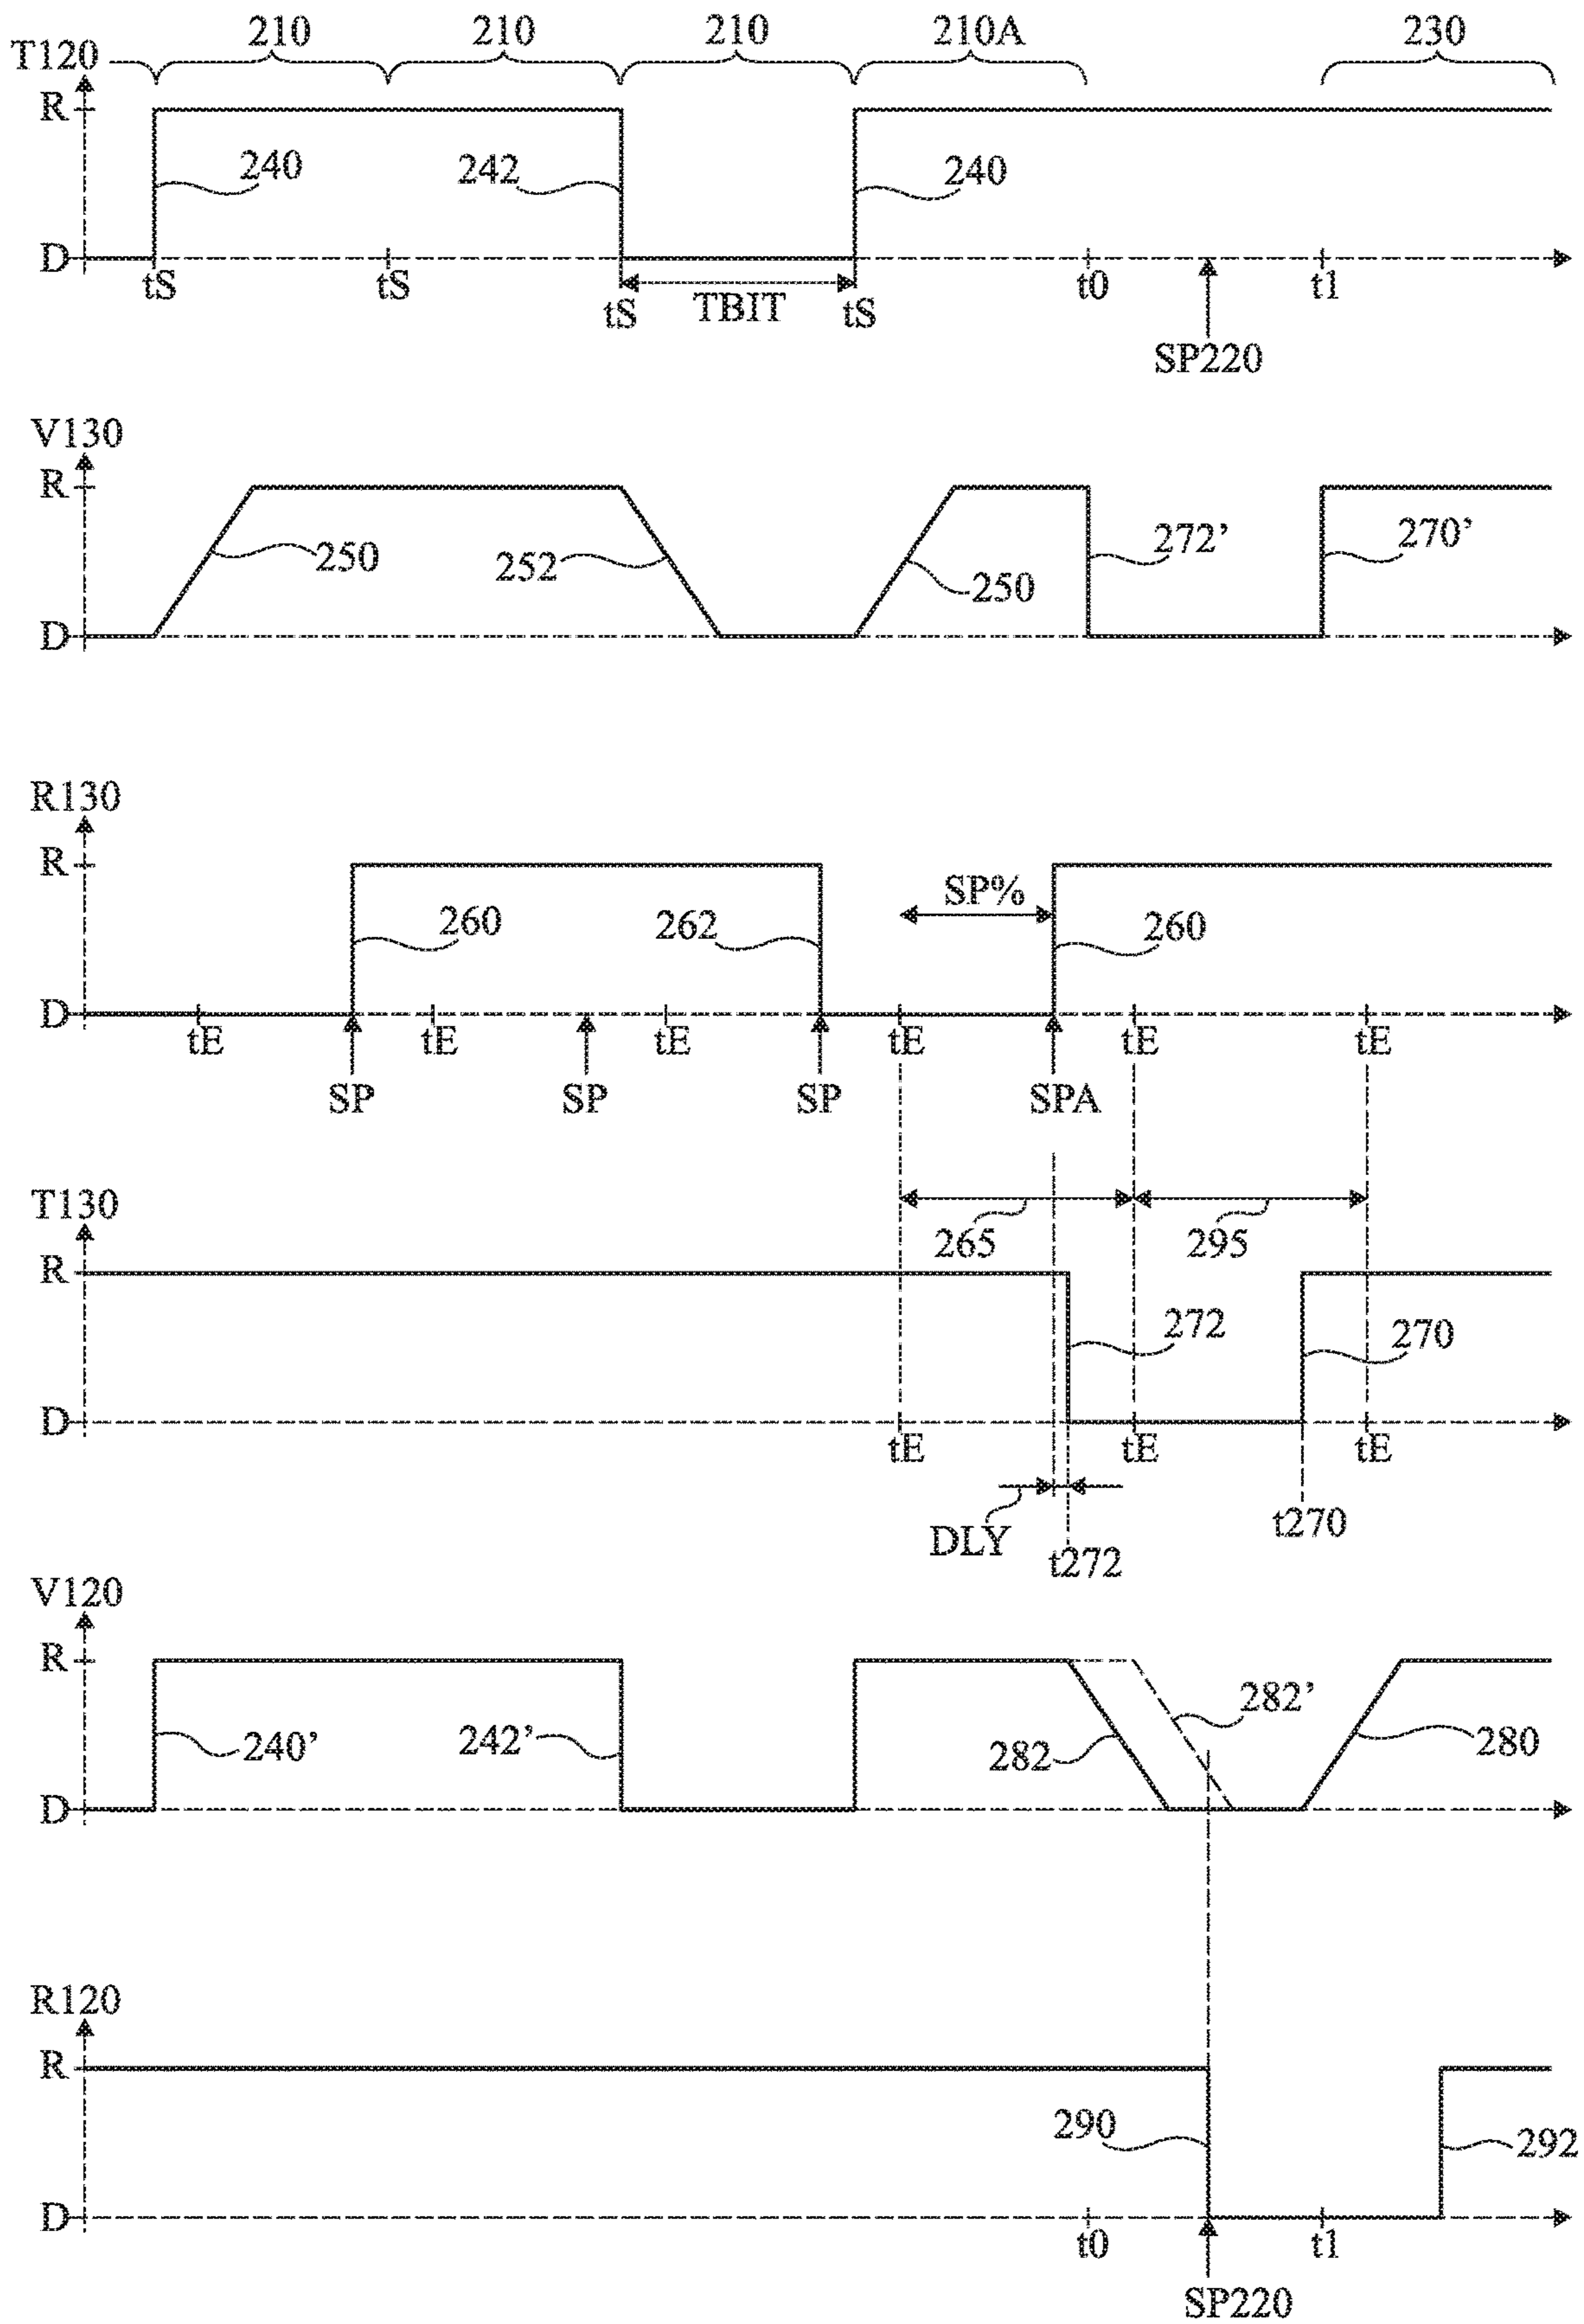 210 210 210 210A 230
T120
R
240 242 240
D
tS tS tS TBIT tS t0 t1
SP220
V130
R
250 252 250 272’ 270’
D
R130
R
SP%
260 262 260
D
tE tE tE tE tE tE
SP SP SP SPA
T130
265 295
R
272 270
D
tE tE tE
DLY t272 t270
V120
R
240’ 242’ 282 282’ 280
D
R120
R
290 292
D
t0 t1
SP220